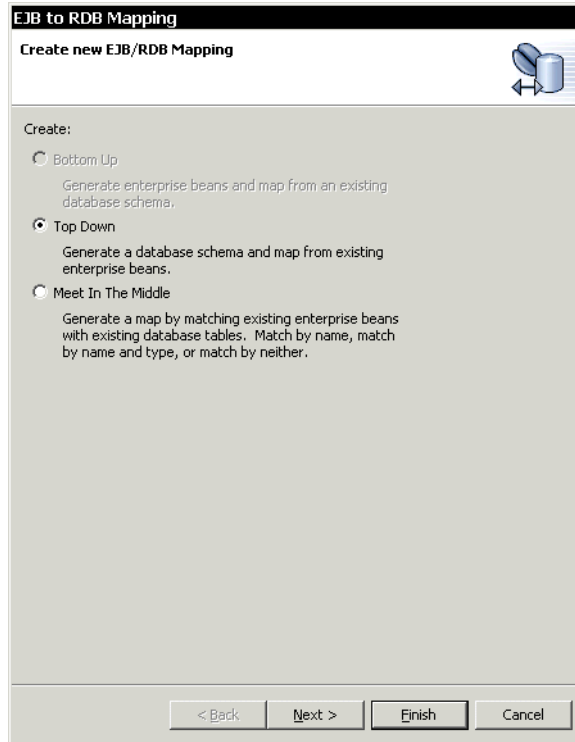 EJB to RDB Mapping
Create new EJB/RDB Mapping
Create:
Bottom Up
Generate enterprise beans and map from an existing
database schema.
Top Down
Generate a database schema and map from existing
enterprise beans.
Meet In The Middle
Generate a map by matching existing enterprise beans
with existing database tables.  Match by name, match
by name and type, or match by neither.
< Back Next > Finish Cancel